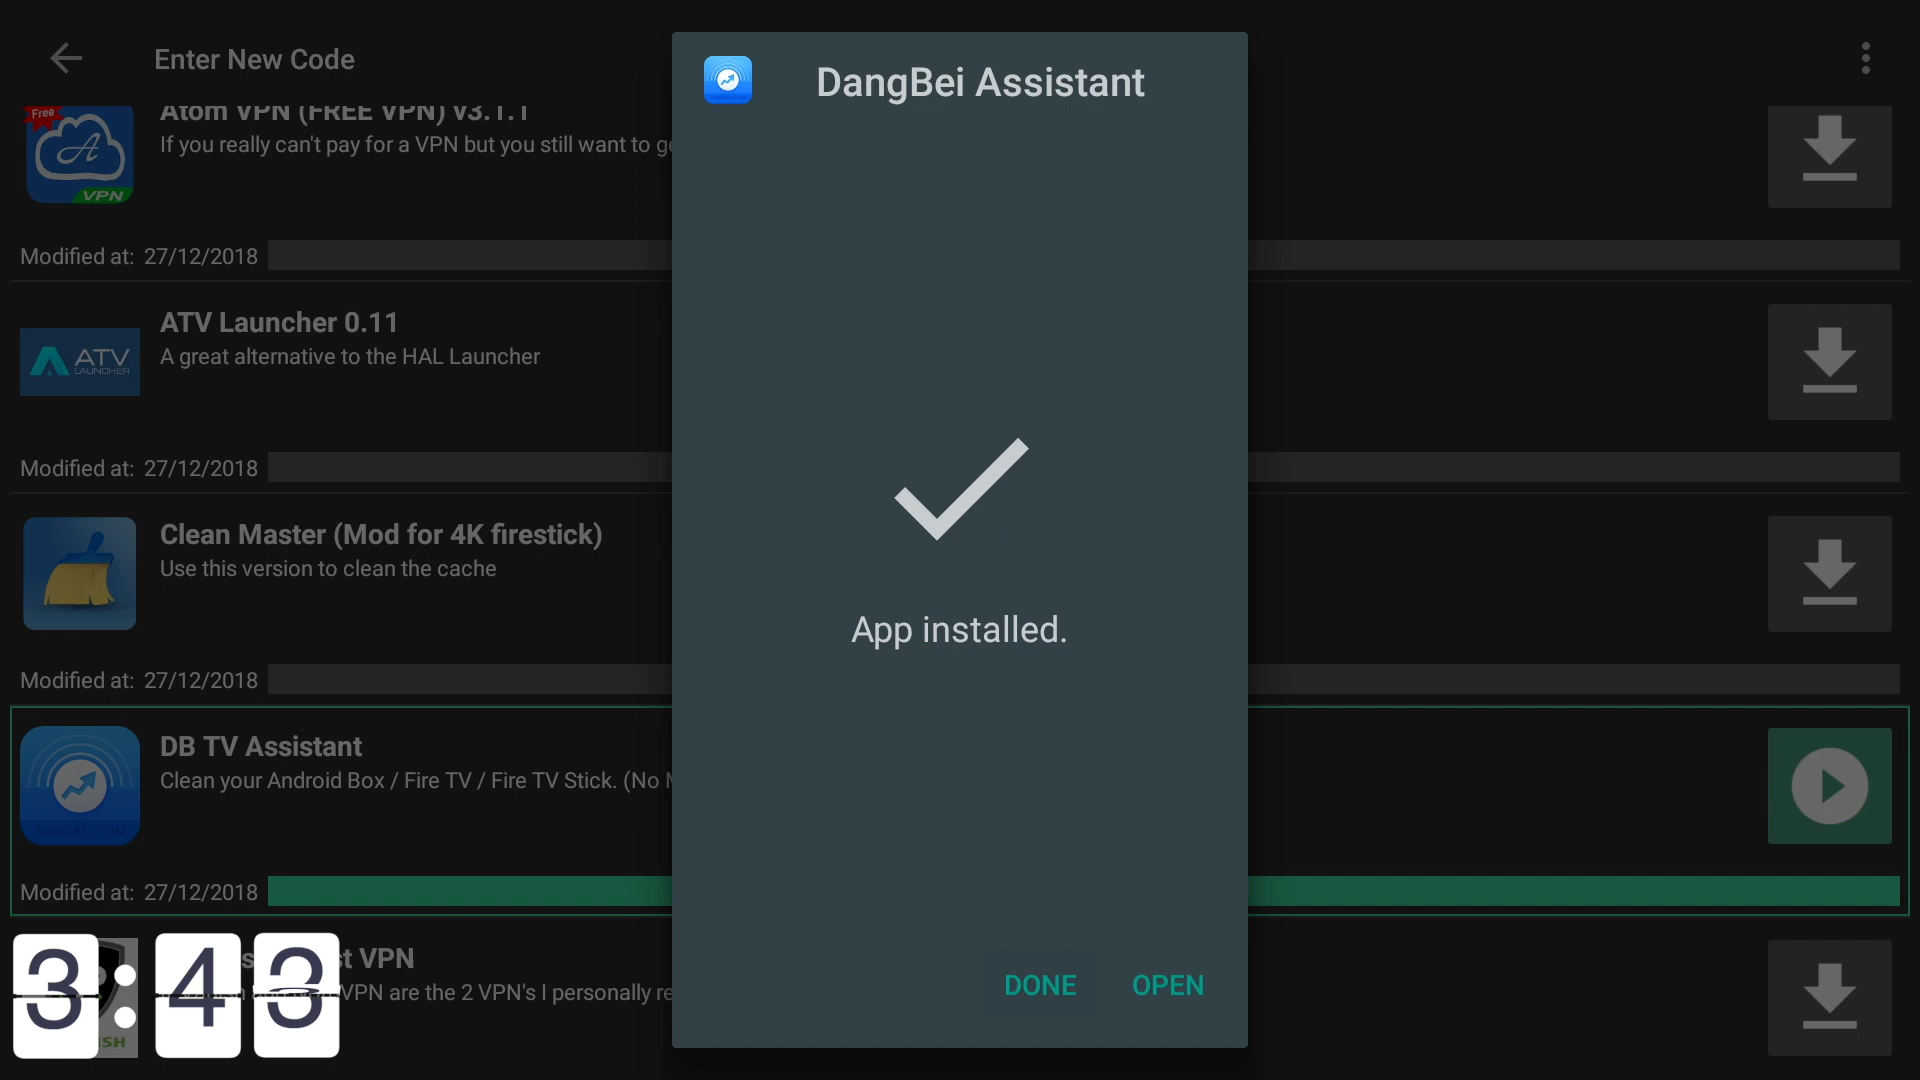 Enter New Code
DangBei Assistant
Free
VPN
Atom VPN (FREE VPN) v3.1.1
If you really can't pay for a VPN but you still want to
Modified at: 27/12/2018
ATV
LAUNCHER
ATV Launcher 0.11
A great alternative to the HAL Launcher
Modified at: 27/12/2018
Clean Master (Mod for 4K firestick)
Use this version to clean the cache
Modified at: 27/12/2018
App installed.
DANGBEI.COM
DB TV Assistant
Clean your Android Box / Fire TV / Fire TV Stick. (No
Modified at: 27/12/2018
DONE
OPEN
VPN
VPN are the 2 VPN's I personally
3:43